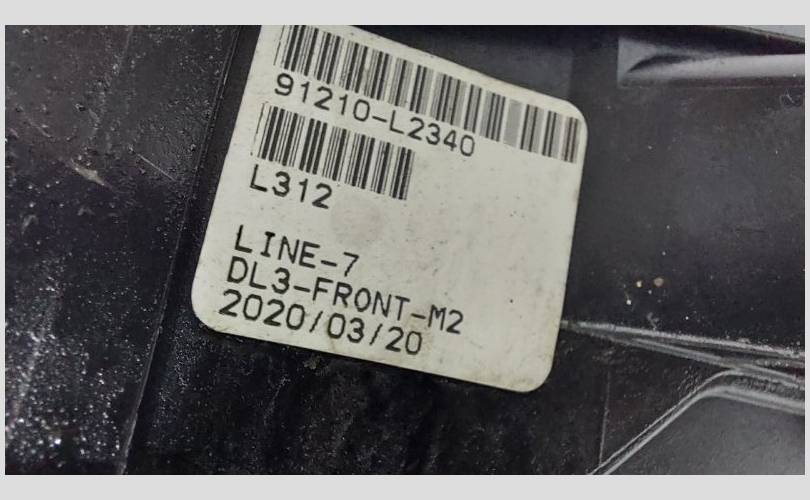 91210-L2340
L312
LINE-7
DL3-FRONT-M2
2020/03/20